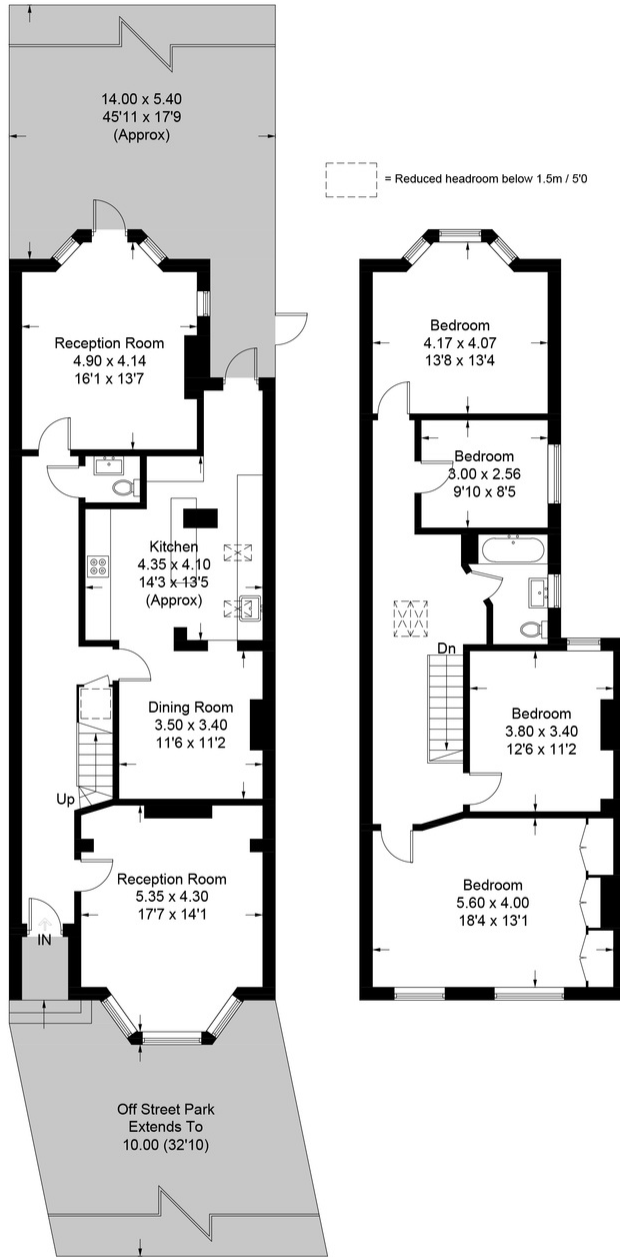 14.00 x 5.40
45'11 x 17'9
(Approx)
= Reduced headroom below 1.5m / 5'0
Reception Room
4.90 x 4.14
16'1 x 13'7
Kitchen
4.35 x 4.10
14'3 x 13'5
(Approx)
Dining Room
3.50 x 3.40
11'6 x 11'2
Up
Reception Room
5.35 x 4.30
17'7 x 14'1
IN
Off Street Park
Extends To
10.00 (32'10)
Bedroom
4.17 x 4.07
13'8 x 13'4
Bedroom
3.00 x 2.56
9'10 x 8'5
Dn
Bedroom
3.80 x 3.40
12'6 x 11'2
Bedroom
5.60 x 4.00
18'4 x 13'1